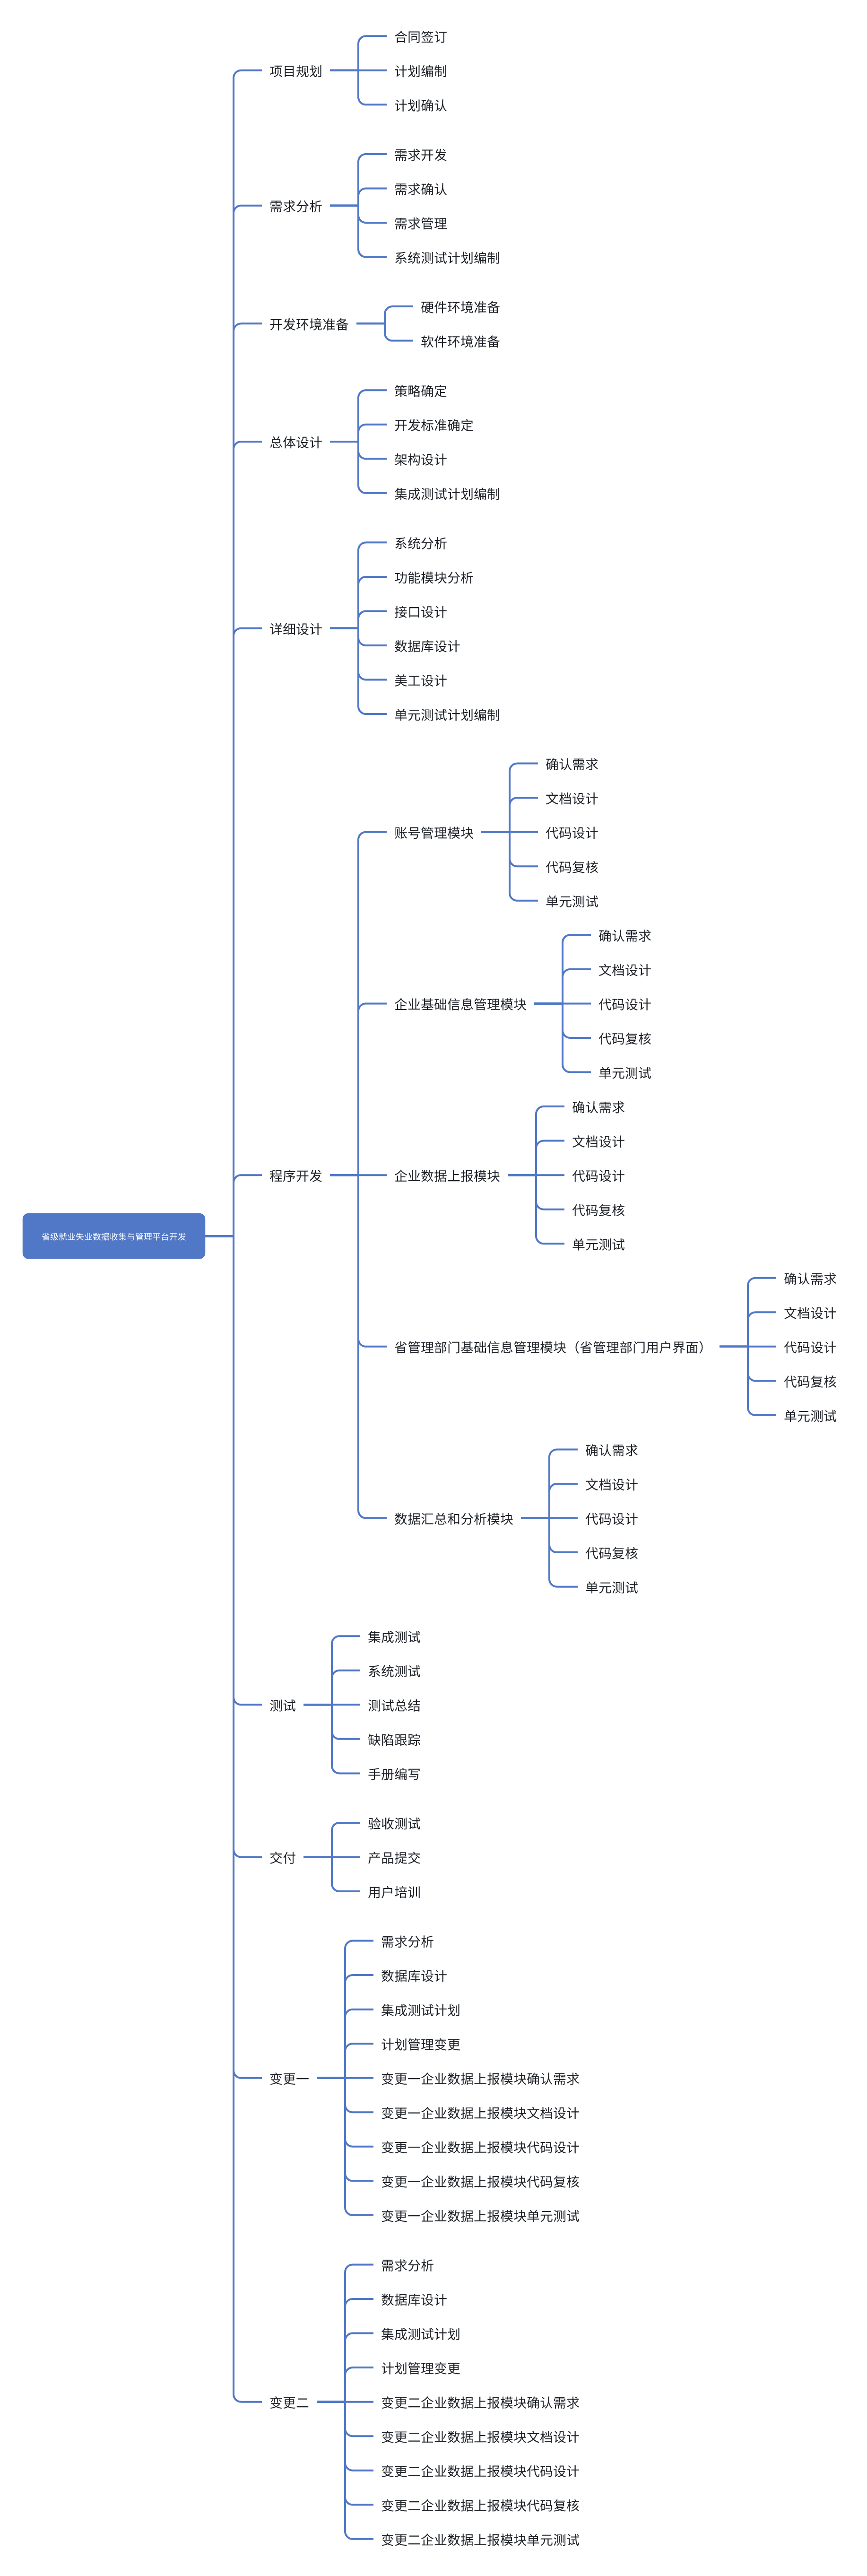 省级就业失业数据收集与管理平台开发
项目规划
合同签订
计划编制
计划确认
需求分析
需求开发
需求确认
需求管理
系统测试计划编制
开发环境准备
硬件环境准备
软件环境准备
总体设计
策略确定
开发标准确定
架构设计
集成测试计划编制
详细设计
系统分析
功能模块分析
接口设计
数据库设计
美工设计
单元测试计划编制
程序开发
账号管理模块
确认需求
文档设计
代码设计
代码复核
单元测试
企业基础信息管理模块
确认需求
文档设计
代码设计
代码复核
单元测试
企业数据上报模块
确认需求
文档设计
代码设计
代码复核
单元测试
省管理部门基础信息管理模块（省管理部门用户界面）
确认需求
文档设计
代码设计
代码复核
单元测试
数据汇总和分析模块
确认需求
文档设计
代码设计
代码复核
单元测试
测试
集成测试
系统测试
测试总结
缺陷跟踪
手册编写
交付
验收测试
产品提交
用户培训
变更一
需求分析
数据库设计
集成测试计划
计划管理变更
变更一企业数据上报模块确认需求
变更一企业数据上报模块文档设计
变更一企业数据上报模块代码设计
变更一企业数据上报模块代码复核
变更一企业数据上报模块单元测试
变更二
需求分析
数据库设计
集成测试计划
计划管理变更
变更二企业数据上报模块确认需求
变更二企业数据上报模块文档设计
变更二企业数据上报模块代码设计
变更二企业数据上报模块代码复核
变更二企业数据上报模块单元测试